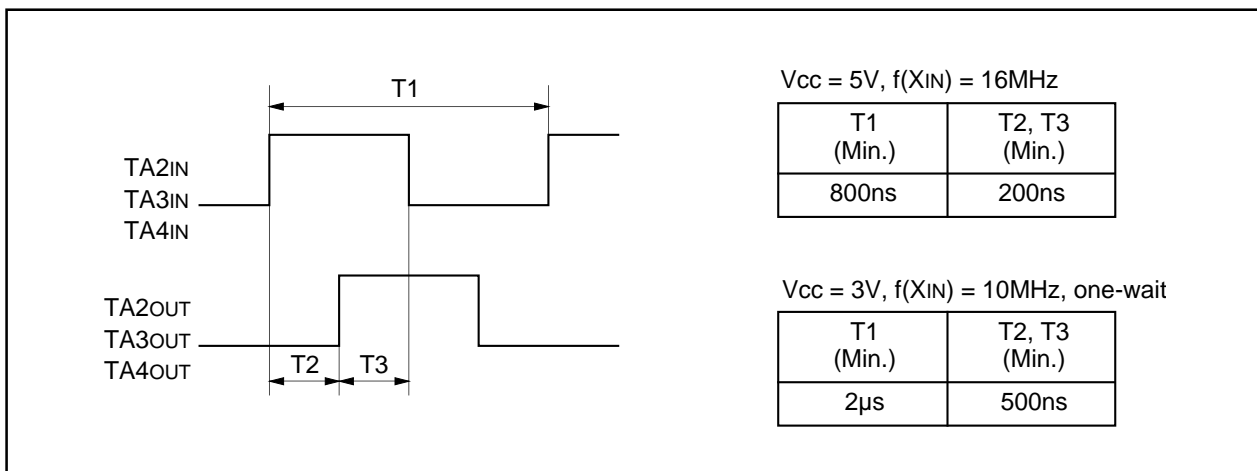 T1
TA2IN
TA3IN
TA4IN
TA2OUT
TA3OUT
TA4OUT
T2
T3
Vcc = 5V, f(XIN) = 16MHz
T1 T2, T3
(Min.) (Min.)
800ns 200ns
Vcc = 3V, f(XIN) = 10MHz, one-wait
T1 T2, T3
(Min.) (Min.)
2µs 500ns